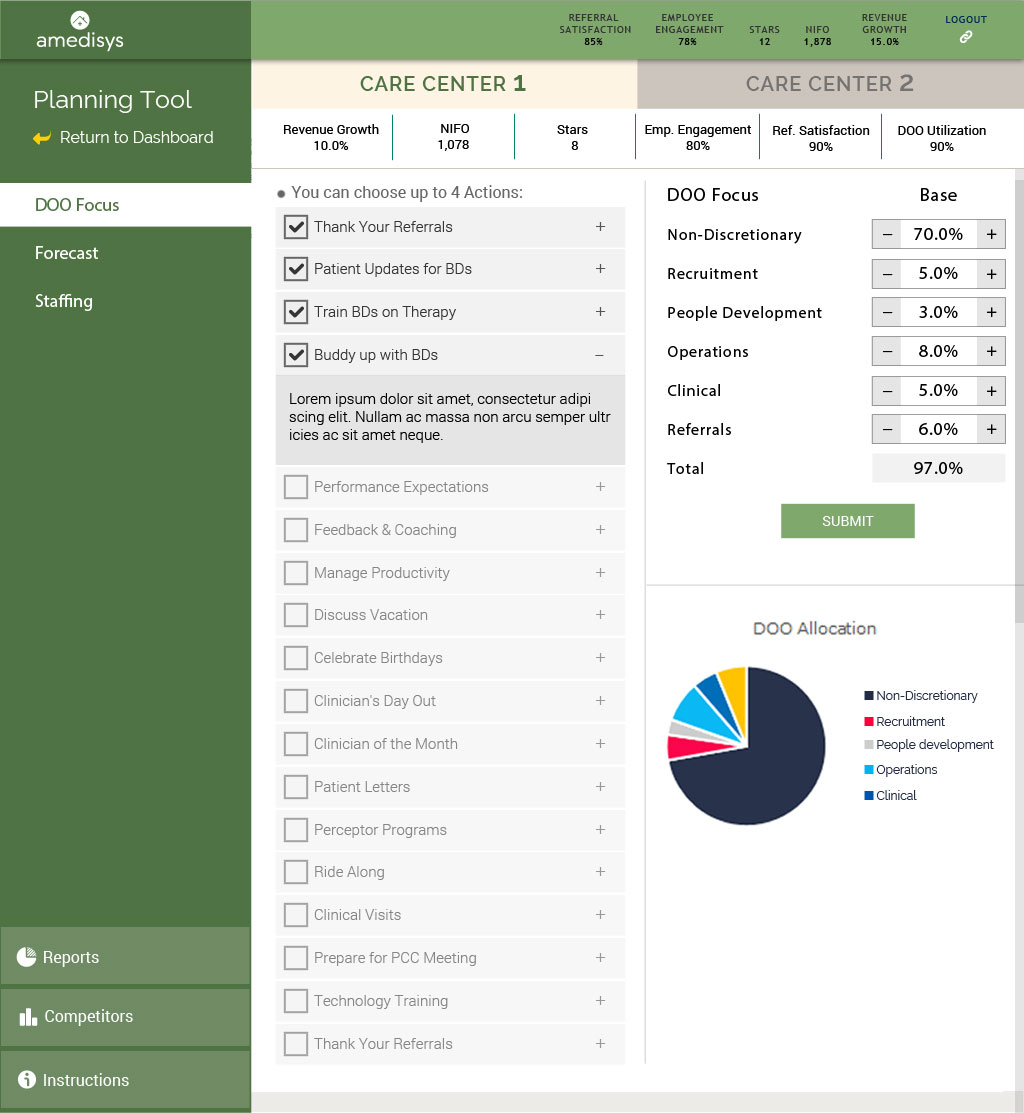 amedisys
REFERRAL
SATISFACTION
85%
EMPLOYEE
ENGAGEMENT
78%
STARS
12
NIFO
1,878
REVENUE
GROWTH
15.0%
LOGOUT
Planning Tool
Return to Dashboard
DOO Focus
Forecast
Staffing
Reports
Competitors
Instructions
CARE CENTER 1
CARE CENTER 2
Revenue Growth
10.0%
NIFO
1,078
Stars
8
Emp. Engagement
80%
Ref. Satisfaction
90%
DOO Utilization
90%
You can choose up to 4 Actions:
Thank Your Referrals +
Patient Updates for BDs +
Train BDs on Therapy +
Buddy up with BDs –
Lorem ipsum dolor sit amet, consectetur adipi
scing elit. Nullam ac massa non arcu semper ultr
icies ac sit amet neque.
Performance Expectations +
Feedback & Coaching +
Manage Productivity +
Discuss Vacation +
Celebrate Birthdays +
Clinician's Day Out +
Clinician of the Month +
Patient Letters +
Perceptor Programs +
Ride Along +
Clinical Visits +
Prepare for PCC Meeting +
Technology Training +
Thank Your Referrals +
DOO Focus Base
Non-Discretionary – 70.0% +
Recruitment – 5.0% +
People Development – 3.0% +
Operations – 8.0% +
Clinical – 5.0% +
Referrals – 6.0% +
Total 97.0%
SUBMIT
DOO Allocation
Non-Discretionary
Recruitment
People development
Operations
Clinical